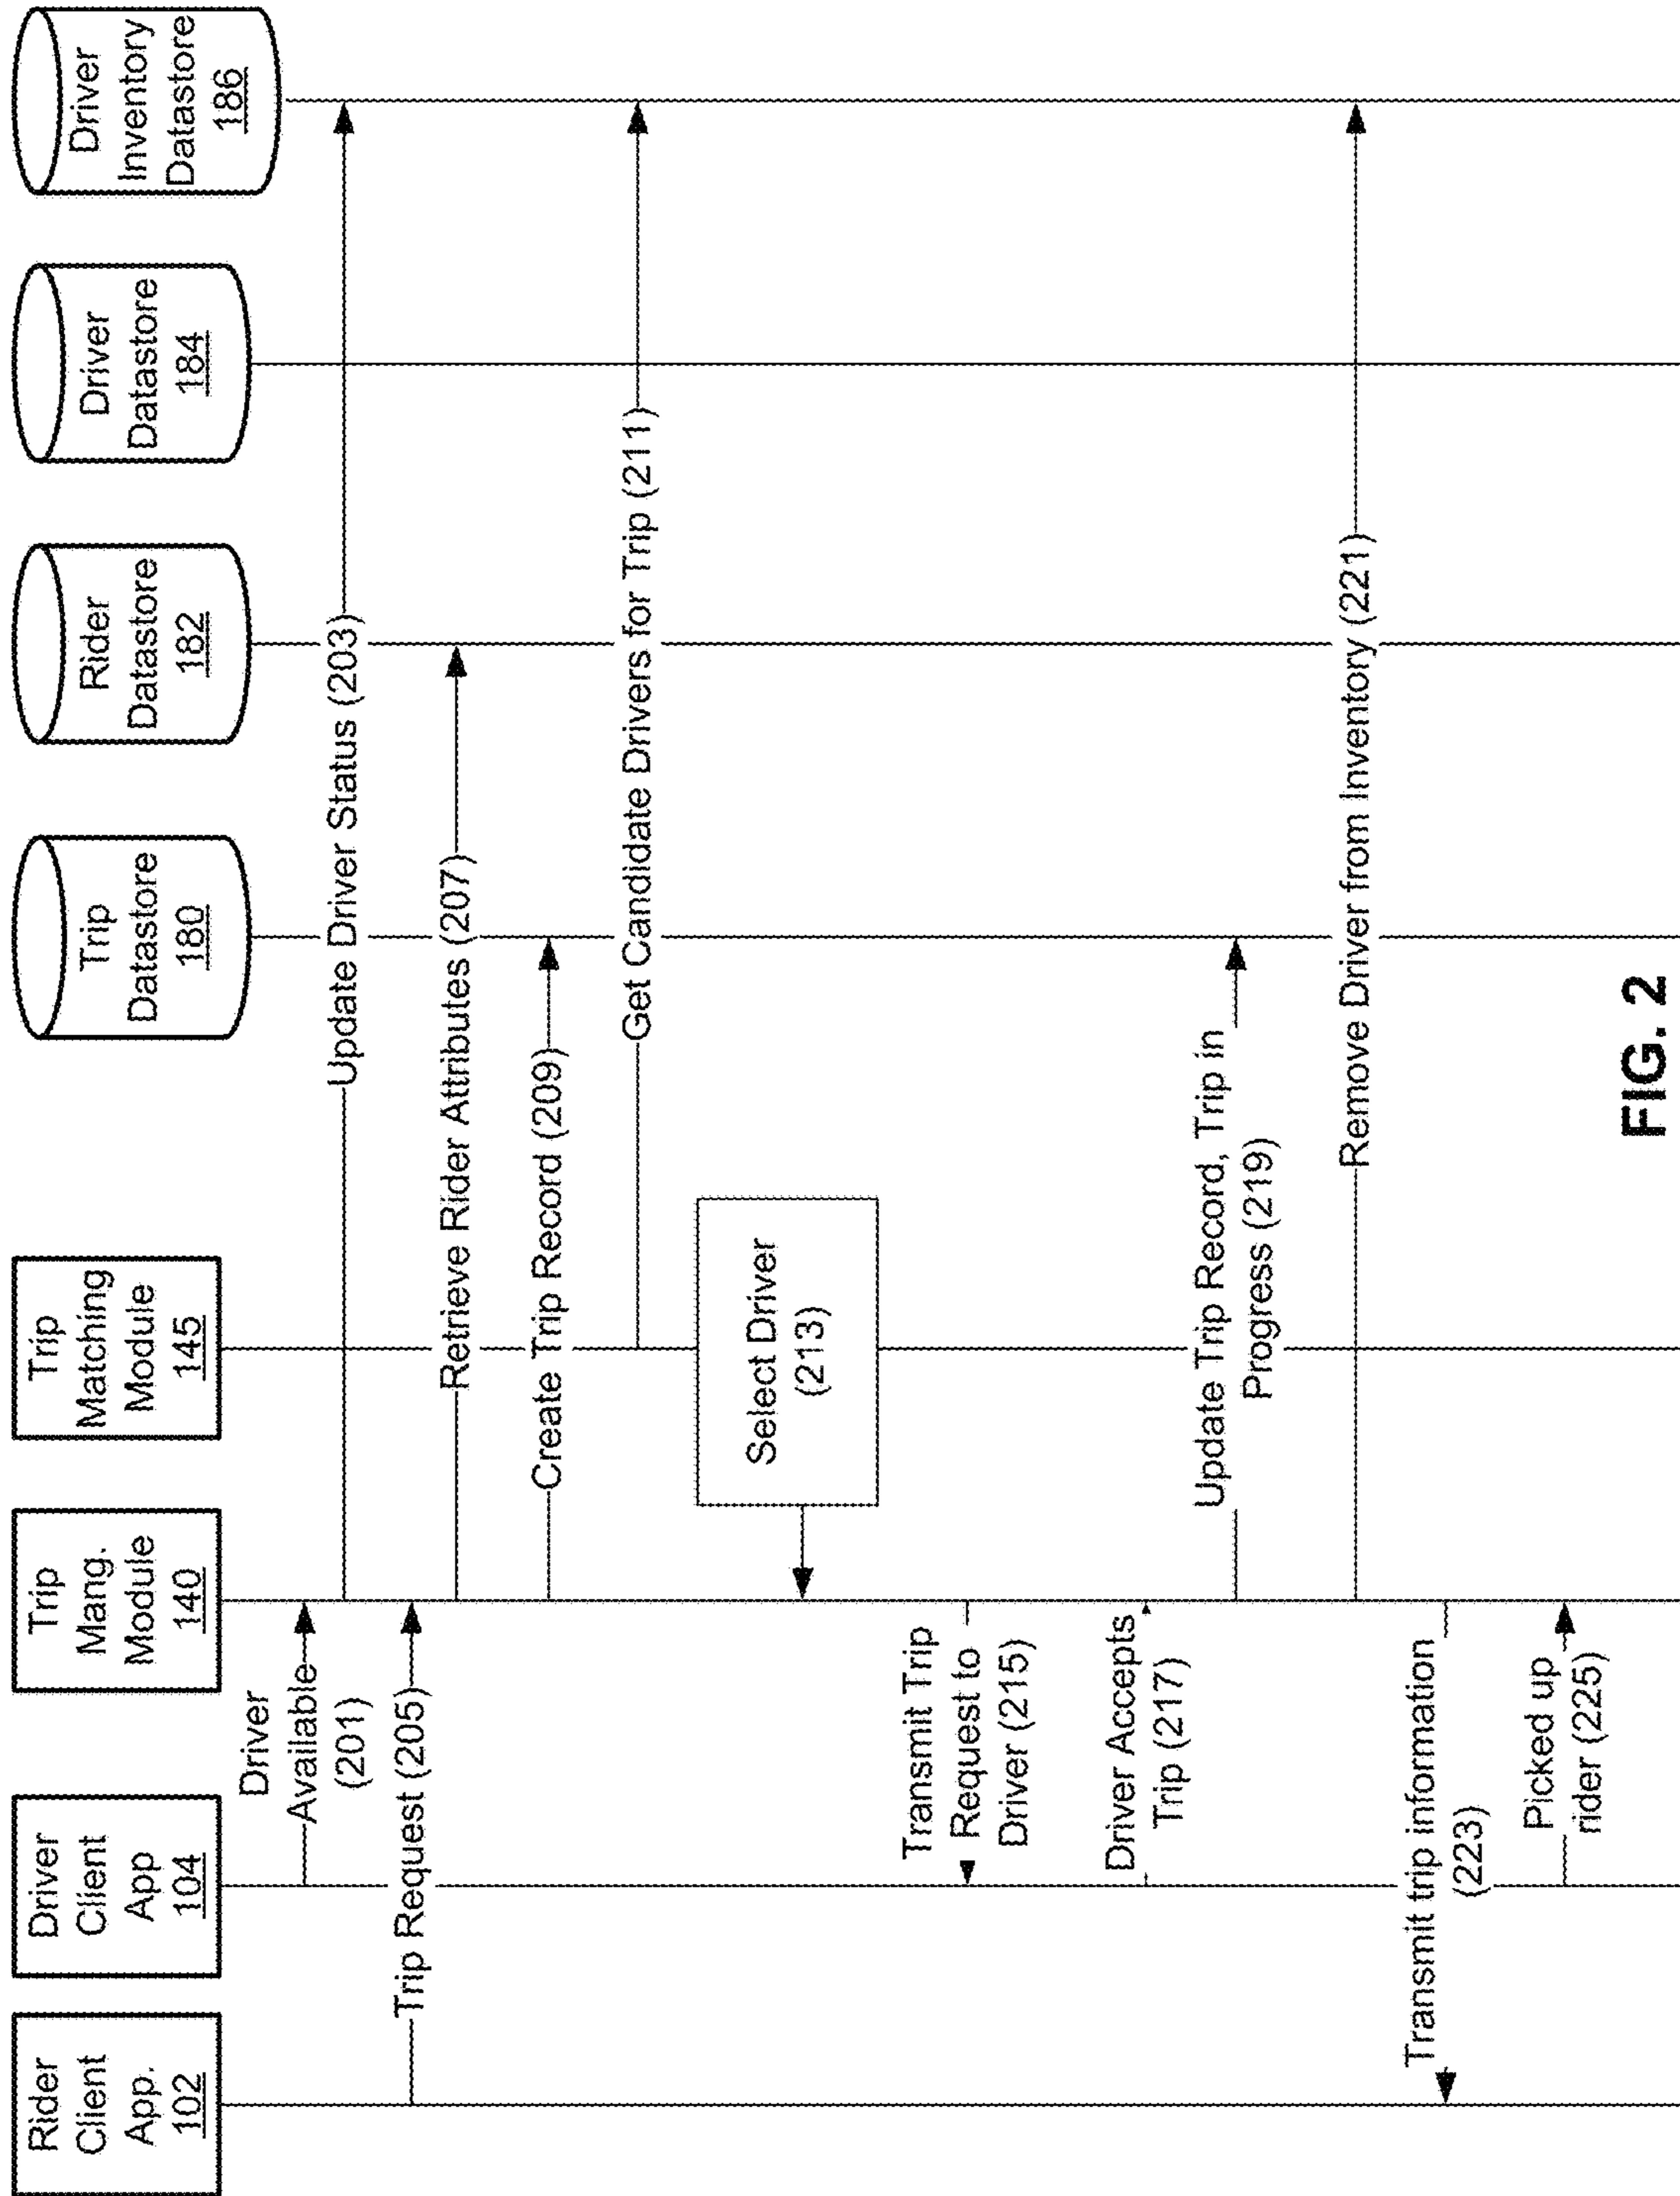 Rider
Client
App.
102
Driver
Client
App
104
Trip
Mang.
Module
140
Trip
Matching
Module
145
Trip
Datastore
180
Rider
Datastore
182
Driver
Datastore
184
Driver
Inventory
Datastore
186
Driver
Available
(201)
Update Driver Status (203)
Trip Request (205)
Retrieve Rider Attributes (207)
Create Trip Record (209)
Get Candidate Drivers for Trip (211)
Select Driver
(213)
Transmit Trip
Request to
Driver (215)
Driver Accepts
Trip (217)
Update Trip Record, Trip in
Progress (219)
Remove Driver from Inventory (221)
Transmit trip information
(223)
Picked up
rider (225)
FIG. 2